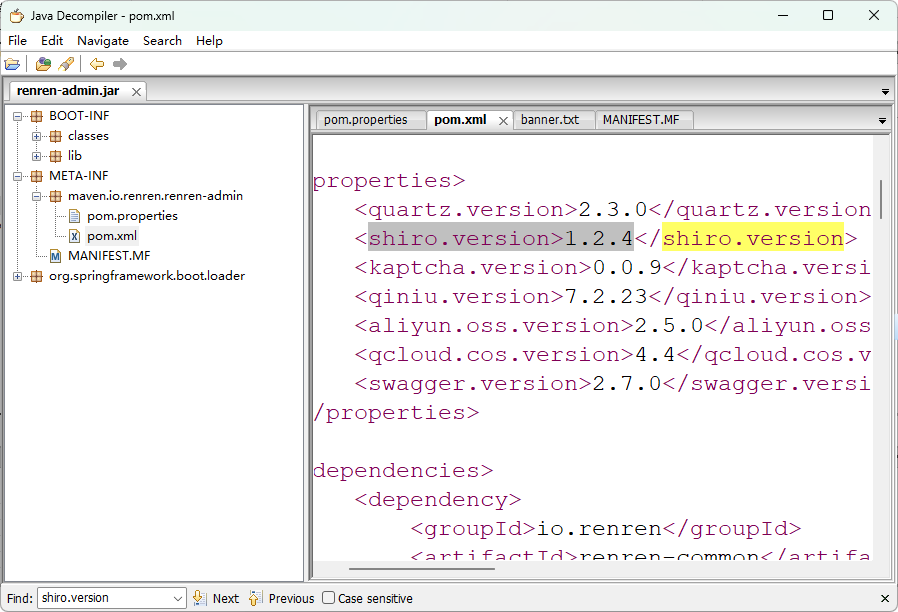 Java Decompiler - pom.xml
File Edit Navigate Search Help
renren-admin.jar
BOOT-INF
classes
lib
META-INF
maven.io.renren.renren-admin
pom.properties
pom.xml
MANIFEST.MF
org.springframework.boot.loader
pom.properties pom.xml banner.txt MANIFEST.MF
properties>
<quartz.version>2.3.0</quartz.version
<shiro.version>1.2.4</shiro.version>
<kaptcha.version>0.0.9</kaptcha.versi
<qiniu.version>7.2.23</qiniu.version>
<aliyun.oss.version>2.5.0</aliyun.oss
<qcloud.cos.version>4.4</qcloud.cos.v
<swagger.version>2.7.0</swagger.versi
/properties>
dependencies>
<dependency>
<groupId>io.renren</groupId>
<artifactId>renren-common</artifa
Find: shiro.version Next Previous Case sensitive